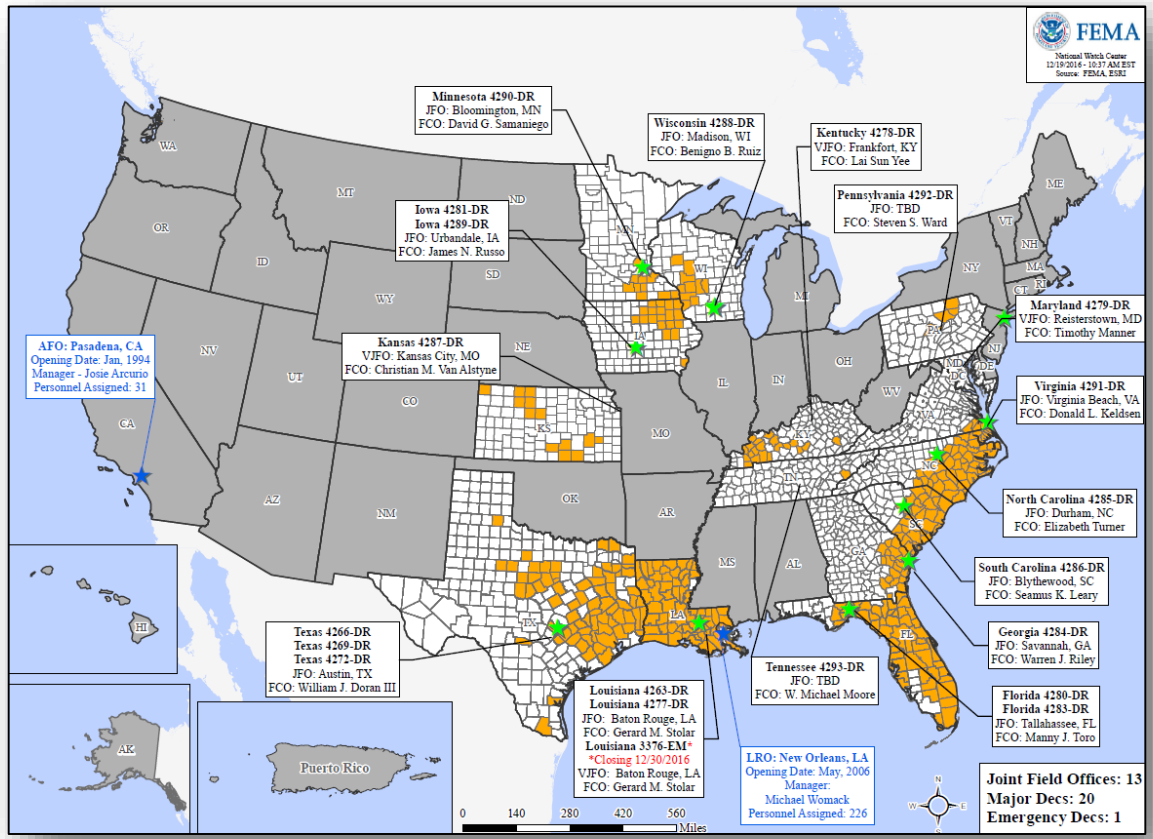 FEMA
National Watch Center
12/19/2016 - 10:37 AM EST
Source: FEMA, ESRI
Minnesota 4290-DR
JFO: Bloomington, MN
FCO: David G. Samaniego
Wisconsin 4288-DR
JFO: Madison, WI
FCO: Benigno B. Ruiz
Kentucky 4278-DR
VJFO: Frankfort, KY
FCO: Lai Sun Yee
Pennsylvania 4292-DR
JFO: TBD
FCO: Steven S. Ward
Iowa 4281-DR
Iowa 4289-DR
JFO: Urbandale, IA
FCO: James N. Russo
Maryland 4279-DR
VJFO: Reisterstown, MD
FCO: Timothy Manner
AFO: Pasadena, CA
Opening Date: Jan, 1994
Manager - Josie Arcurio
Personnel Assigned: 31
Kansas 4287-DR
VJFO: Kansas City, MO
FCO: Christian M. Van Alstyne
Virginia 4291-DR
JFO: Virginia Beach, VA
FCO: Donald L. Keldsen
North Carolina 4285-DR
JFO: Durham, NC
FCO: Elizabeth Turner
South Carolina 4286-DR
JFO: Blythewood, SC
FCO: Seamus K. Leary
Georgia 4284-DR
JFO: Savannah, GA
FCO: Warren J. Riley
Florida 4280-DR
Florida 4283-DR
JFO: Tallahassee, FL
FCO: Manny J. Toro
Tennessee 4293-DR
JFO: TBD
FCO: W. Michael Moore
Texas 4266-DR
Texas 4269-DR
Texas 4272-DR
JFO: Austin, TX
FCO: William J. Doran III
Louisiana 4263-DR
Louisiana 4277-DR
JFO: Baton Rouge, LA
FCO: Gerard M. Stolar
Louisiana 3376-EM*
*Closing 12/30/2016
VJFO: Baton Rouge, LA
FCO: Gerard M. Stolar
LRO: New Orleans, LA
Opening Date: May, 2006
Manager:
Michael Womack
Personnel Assigned: 226
Joint Field Offices: 13
Major Decs: 20
Emergency Decs: 1
WA
MT
ND
MN
ME
OR
ID
SD
WI
VT
NH
NY
MA
CT
RI
WY
MI
PA
NJ
NV
NE
IA
OH
MD
DE
DC
UT
IL
IN
WV
CA
CO
KS
MO
KY
VA
AZ
NM
OK
AR
TN
NC
SC
MS
AL
GA
TX
LA
FL
HI
AK
Puerto Rico
N
W
E
S
0
140
280
420
560
Miles